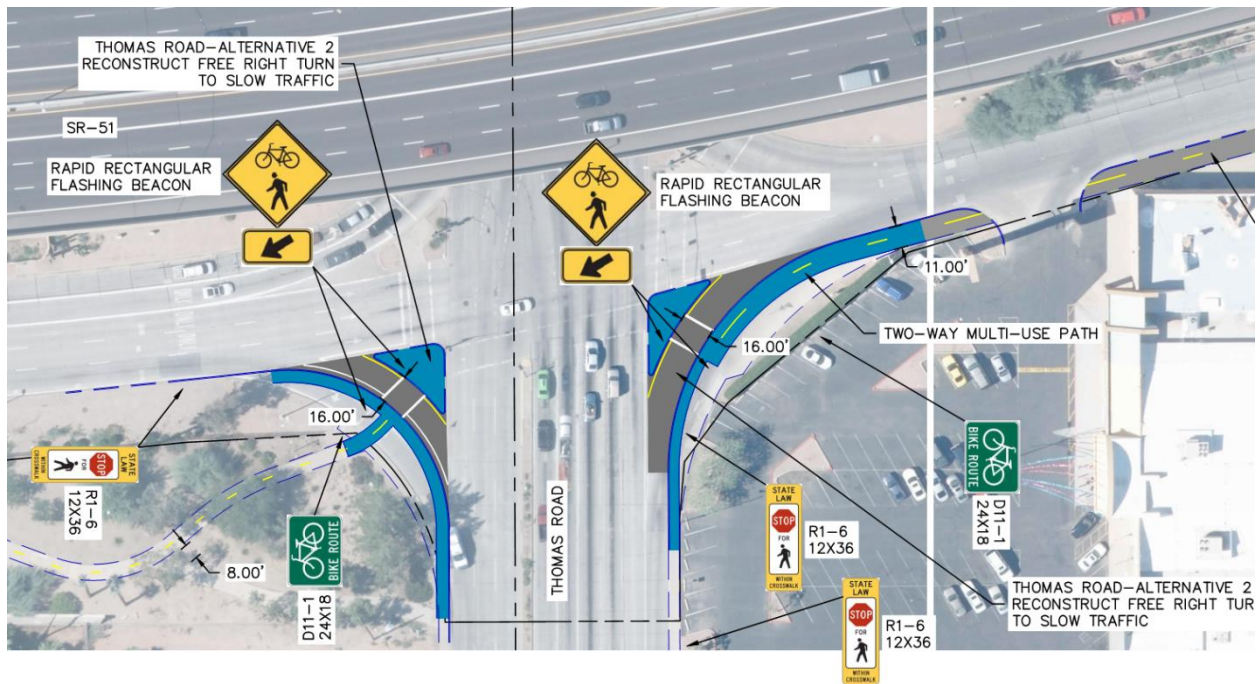 THOMAS ROAD-ALTERNATIVE 2
RECONSTRUCT FREE RIGHT TURN
TO SLOW TRAFFIC
SR-51
RAPID RECTANGULAR
FLASHING BEACON
RAPID RECTANGULAR
FLASHING BEACON
11.00'
TWO-WAY MULTI-USE PATH
16.00'
16.00'
STATE
LAW
STOP
FOR
WITHIN
CROSSWALK
R1-6
12X36
8.00'
BIKE ROUTE
D11-1
24X18
THOMAS ROAD
BIKE ROUTE
D11-1
24X18
STATE
LAW
STOP
FOR
WITHIN
CROSSWALK
R1-6
12X36
STATE
LAW
STOP
FOR
WITHIN
CROSSWALK
R1-6
12X36
THOMAS ROAD-ALTERNATIVE 2
RECONSTRUCT FREE RIGHT TUR
TO SLOW TRAFFIC